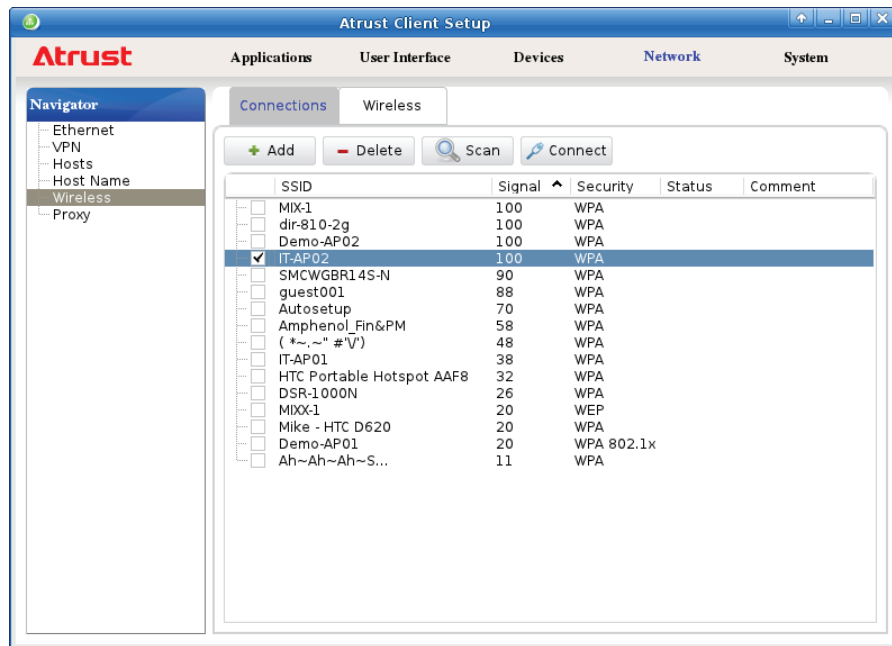 Atrust Client Setup
Atrust Applications User Interface Devices Network System
Navigator
Ethernet
VPN
Hosts
Host Name
Wireless
Proxy
Connections Wireless
Add Delete Scan Connect
SSID Signal Security Status Comment
MIX-1 100 WPA
dir-810-2g 100 WPA
Demo-AP02 100 WPA
IT-AP02 100 WPA
SMCWGBR14S-N 90 WPA
guest001 88 WPA
Autosetup 70 WPA
Amphenol_Fin&PM 58 WPA
( *~.~" #'\/') 48 WPA
IT-AP01 38 WPA
HTC Portable Hotspot AAF8 32 WPA
DSR-1000N 26 WPA
MIXX-1 20 WEP
Mike - HTC D620 20 WPA
Demo-AP01 20 WPA 802.1x
Ah~Ah~Ah~S... 11 WPA